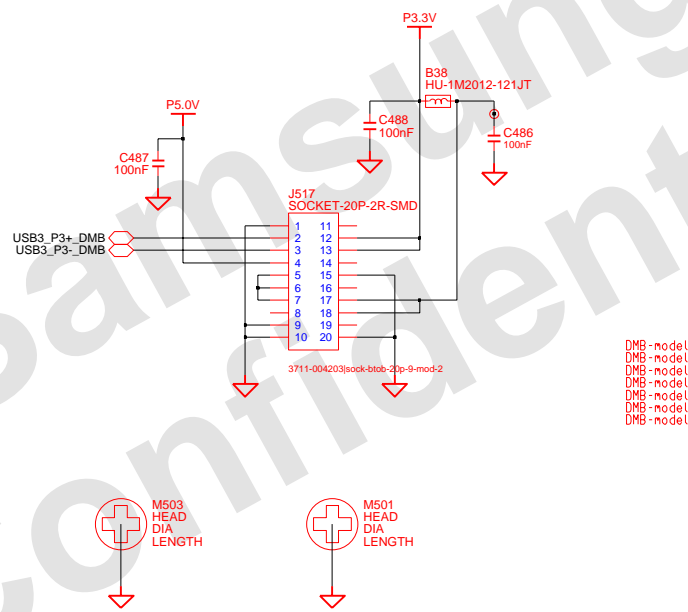 P3.3V
B38
HU-1M2012-121JT
P5.0V
C488
100nF
C486
100nF
C487
100nF
J517
SOCKET-20P-2R-SMD
USB3_P3+_DMB
USB3_P3-_DMB
1 11
2 12
3 13
4 14
5 15
6 16
7 17
8 18
9 19
10 20
3711-004203|sock-btob-20p-9-mod-2
DMB-model
DMB-model
DMB-model
DMB-model
DMB-model
DMB-model
DMB-model
M503
HEAD
DIA
LENGTH
M501
HEAD
DIA
LENGTH
Samsung
Confident